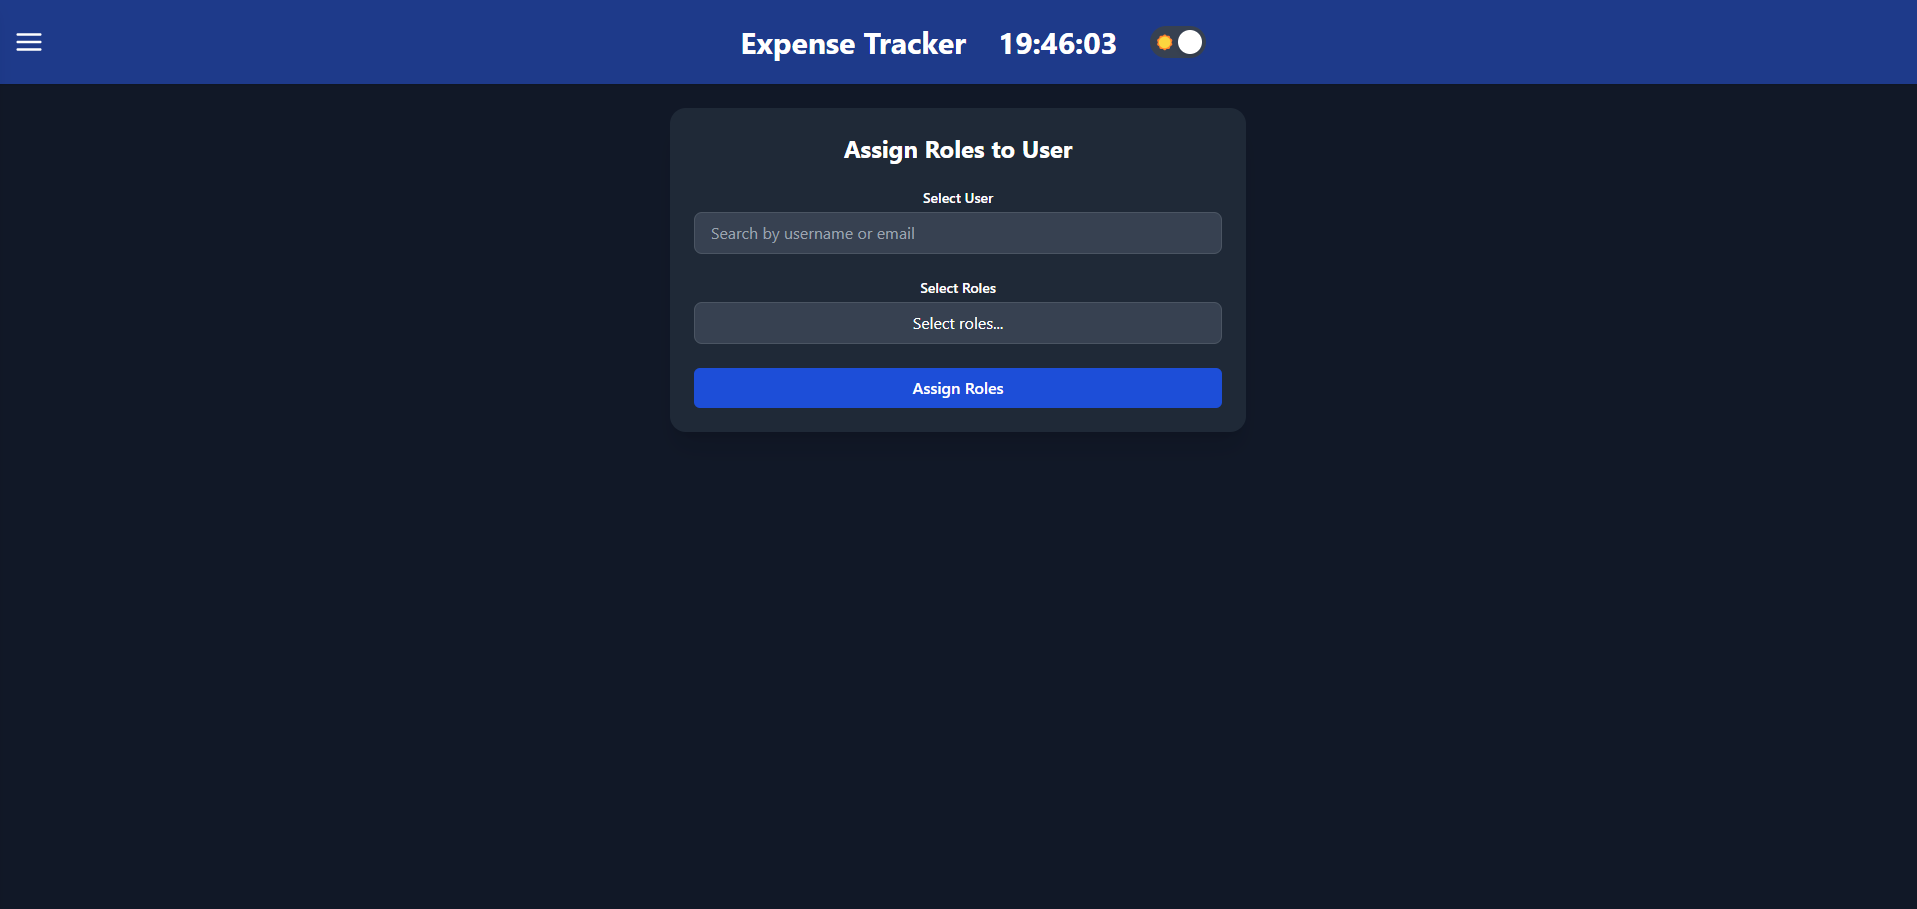 Expense Tracker 19:46:03
Assign Roles to User
Select User
Search by username or email
Select Roles
Select roles...
Assign Roles